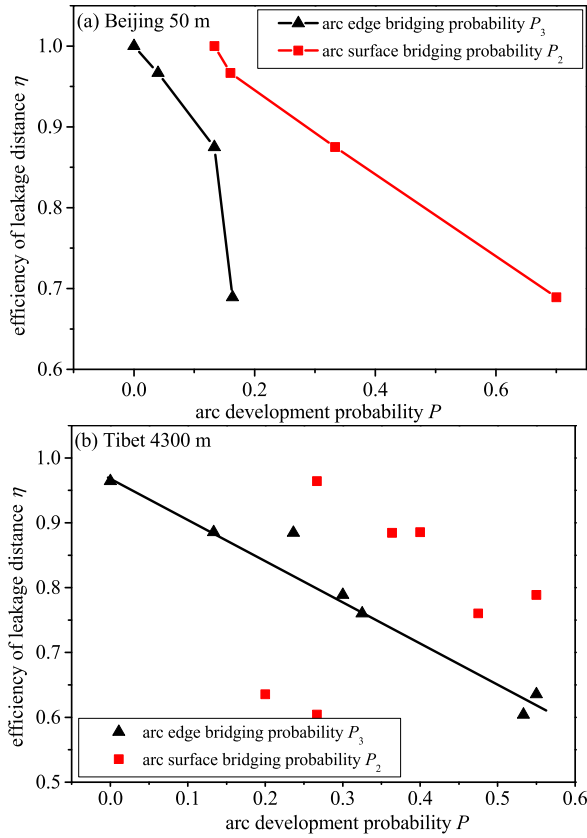 (a) Beijing 50 m
arc edge bridging probability P3
arc surface bridging probability P2
1.0
0.9
0.8
0.7
0.6
efficiency of leakage distance η
0.0 0.2 0.4 0.6
arc development probability P
(b) Tibet 4300 m
1.0
0.9
0.8
0.7
0.6
0.5
efficiency of leakage distance η
arc edge bridging probability P3
arc surface bridging probability P2
0.0 0.1 0.2 0.3 0.4 0.5 0.6
arc development probability P